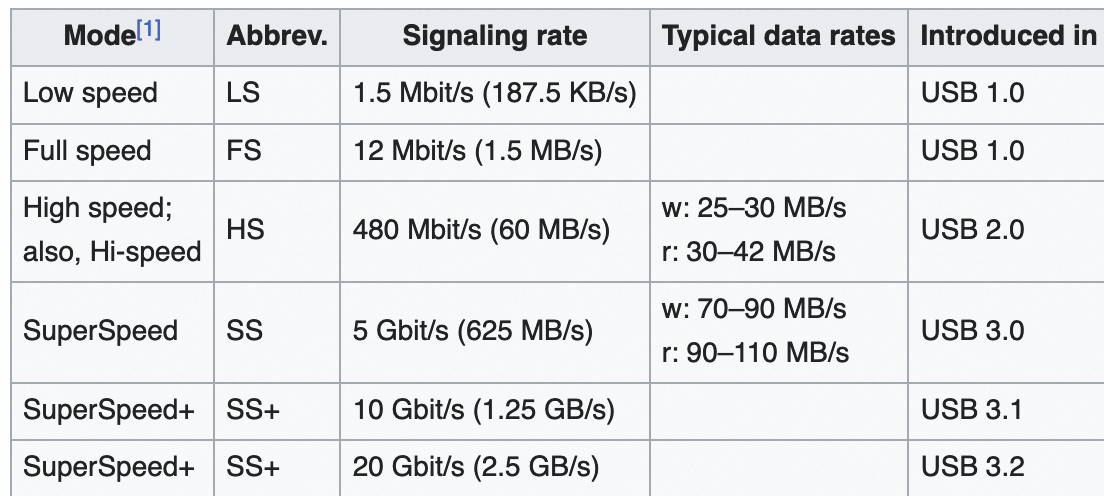 Mode[1] Abbrev. Signaling rate Typical data rates Introduced in
Low speed LS 1.5 Mbit/s (187.5 KB/s) USB 1.0
Full speed FS 12 Mbit/s (1.5 MB/s) USB 1.0
High speed;
also, Hi-speed HS 480 Mbit/s (60 MB/s) w: 25–30 MB/s
r: 30–42 MB/s USB 2.0
SuperSpeed SS 5 Gbit/s (625 MB/s) w: 70–90 MB/s
r: 90–110 MB/s USB 3.0
SuperSpeed+ SS+ 10 Gbit/s (1.25 GB/s) USB 3.1
SuperSpeed+ SS+ 20 Gbit/s (2.5 GB/s) USB 3.2